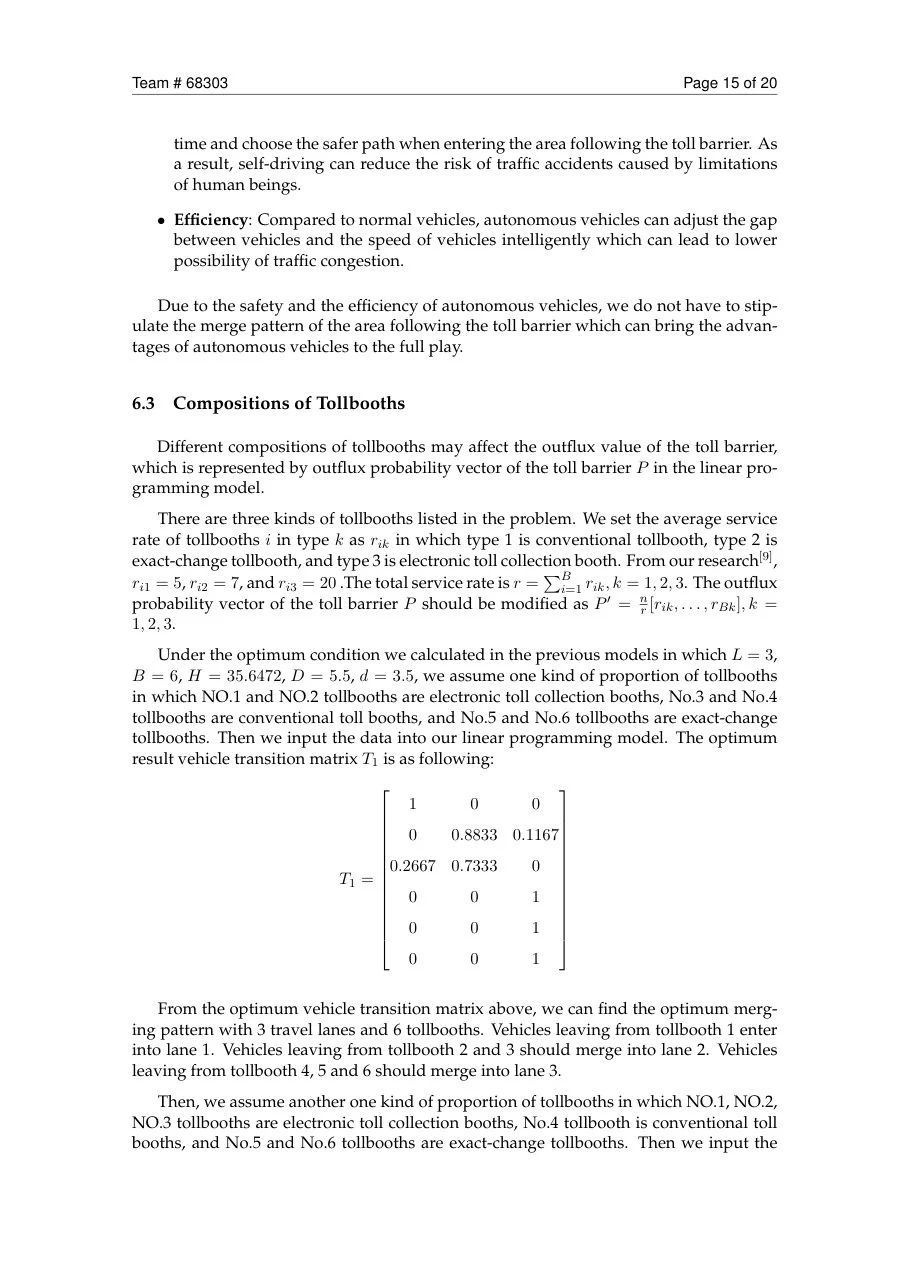 Team # 68303 Page 15 of 20
time and choose the safer path when entering the area following the toll barrier. As
a result, self-driving can reduce the risk of traffic accidents caused by limitations
of human beings.
• Efficiency: Compared to normal vehicles, autonomous vehicles can adjust the gap
between vehicles and the speed of vehicles intelligently which can lead to lower
possibility of traffic congestion.
Due to the safety and the efficiency of autonomous vehicles, we do not have to stip-
ulate the merge pattern of the area following the toll barrier which can bring the advan-
tages of autonomous vehicles to the full play.
6.3 Compositions of Tollbooths
Different compositions of tollbooths may affect the outflux value of the toll barrier,
which is represented by outflux probability vector of the toll barrier P in the linear pro-
gramming model.
There are three kinds of tollbooths listed in the problem. We set the average service
rate of tollbooths i in type k as r_{ik} in which type 1 is conventional tollbooth, type 2 is
exact-change tollbooth, and type 3 is electronic toll collection booth. From our research^{[9]},
r_{i1} = 5, r_{i2} = 7, and r_{i3} = 20 .The total service rate is r = ∑_{i=1}^{B} r_{ik}, k = 1, 2, 3. The outflux
probability vector of the toll barrier P should be modified as P′ = \frac{n}{r}[r_{ik}, . . . , r_{Bk}], k =
1, 2, 3.
Under the optimum condition we calculated in the previous models in which L = 3,
B = 6, H = 35.6472, D = 5.5, d = 3.5, we assume one kind of proportion of tollbooths
in which NO.1 and NO.2 tollbooths are electronic toll collection booths, No.3 and No.4
tollbooths are conventional toll booths, and No.5 and No.6 tollbooths are exact-change
tollbooths. Then we input the data into our linear programming model. The optimum
result vehicle transition matrix T_1 is as following:
T_1 =
1 0 0
0 0.8833 0.1167
0.2667 0.7333 0
0 0 1
0 0 1
0 0 1
From the optimum vehicle transition matrix above, we can find the optimum merg-
ing pattern with 3 travel lanes and 6 tollbooths. Vehicles leaving from tollbooth 1 enter
into lane 1. Vehicles leaving from tollbooth 2 and 3 should merge into lane 2. Vehicles
leaving from tollbooth 4, 5 and 6 should merge into lane 3.
Then, we assume another one kind of proportion of tollbooths in which NO.1, NO.2,
NO.3 tollbooths are electronic toll collection booths, No.4 tollbooth is conventional toll
booths, and No.5 and No.6 tollbooths are exact-change tollbooths. Then we input the